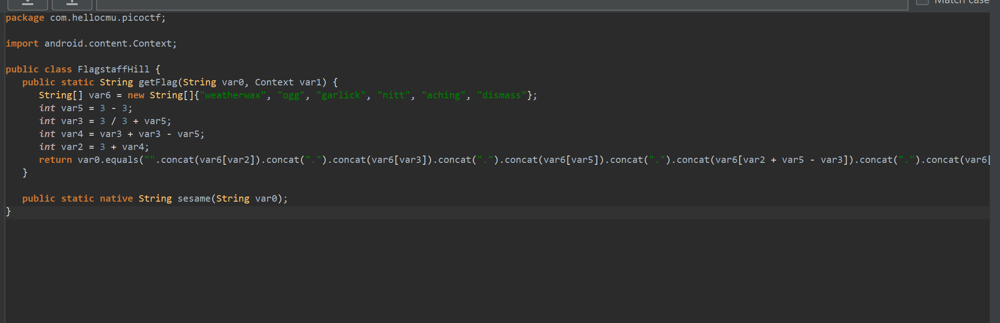 Match case
package com.hellocmu.picoctf;
import android.content.Context;
public class FlagstaffHill {
public static String getFlag(String var0, Context var1) {
String[] var6 = new String[]{"weatherwax", "ogg", "garlick", "nitt", "aching", "dismass"};
int var5 = 3 - 3;
int var3 = 3 / 3 + var5;
int var4 = var3 + var3 - var5;
int var2 = 3 + var4;
return var0.equals("".concat(var6[var2]).concat(".").concat(var6[var3]).concat(".").concat(var6[var5]).concat(".").concat(var6[var2 + var5 - var3]).concat(".").concat(var6[
}
public static native String sesame(String var0);
}